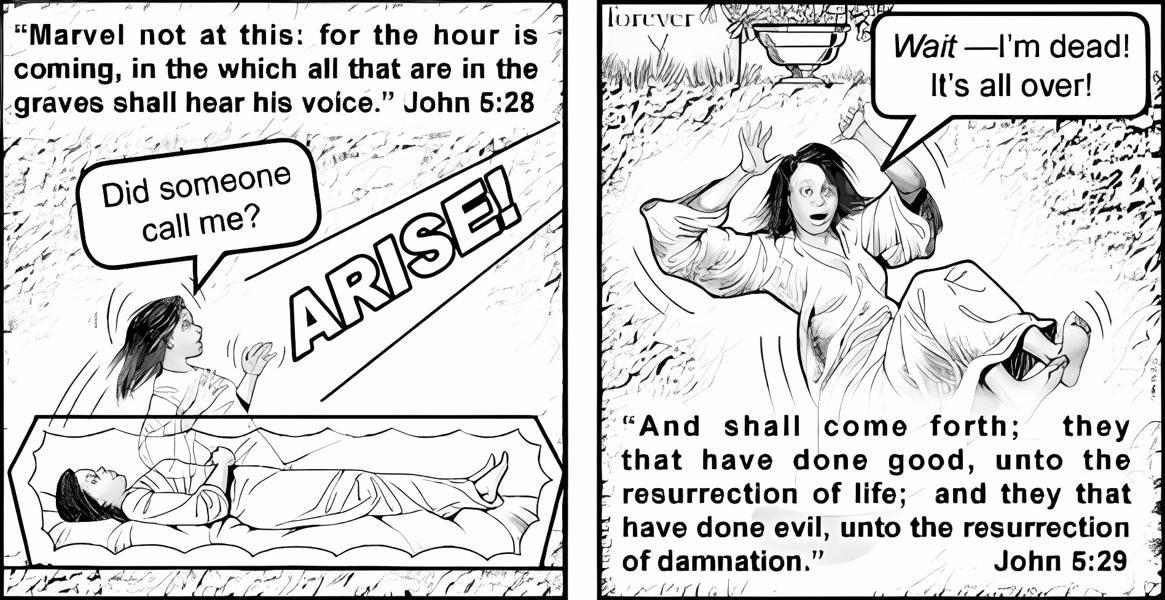 “Marvel not at this: for the hour is
coming, in the which all that are in the
graves shall hear his voice.” John 5:28
Did someone
call me?
ARISE!
forever
Wait —I’m dead!
It’s all over!
“And shall come forth; they
that have done good, unto the
resurrection of life; and they that
have done evil, unto the resurrection
of damnation.” John 5:29